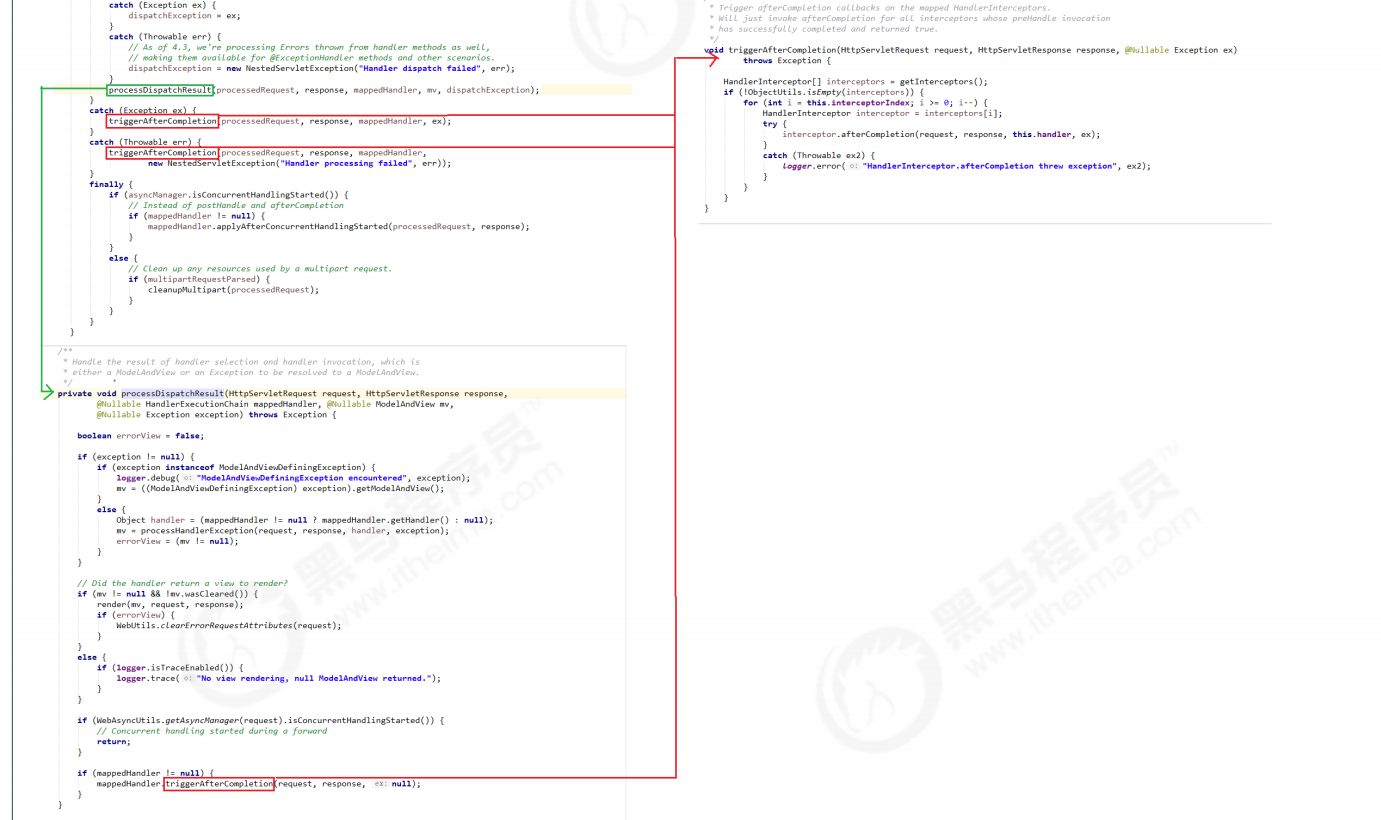 catch (Exception ex) {
dispatchException = ex;
}
catch (Throwable err) {
// As of 4.3, we're processing Errors thrown from handler methods as well,
// making them available for @ExceptionHandler methods and other scenarios.
dispatchException = new NestedServletException("Handler dispatch failed", err);
}
processDispatchResult(processedRequest, response, mappedHandler, mv, dispatchException);
}
catch (Exception ex) {
triggerAfterCompletion(processedRequest, response, mappedHandler, ex);
}
catch (Throwable err) {
triggerAfterCompletion(processedRequest, response, mappedHandler,
new NestedServletException("Handler processing failed", err));
}
finally {
if (asyncManager.isConcurrentHandlingStarted()) {
// Instead of postHandle and afterCompletion
if (mappedHandler != null) {
mappedHandler.applyAfterConcurrentHandlingStarted(processedRequest, response);
}
}
else {
// Clean up any resources used by a multipart request.
if (multipartRequestParsed) {
cleanupMultipart(processedRequest);
}
}
}
}
/**
* Handle the result of handler selection and handler invocation, which is
* either a ModelAndView or an Exception to be resolved to a ModelAndView.
*/
private void processDispatchResult(HttpServletRequest request, HttpServletResponse response,
@Nullable HandlerExecutionChain mappedHandler, @Nullable ModelAndView mv,
@Nullable Exception exception) throws Exception {
boolean errorView = false;
if (exception != null) {
if (exception instanceof ModelAndViewDefiningException) {
logger.debug( o: "ModelAndViewDefiningException encountered", exception);
mv = ((ModelAndViewDefiningException) exception).getModelAndView();
}
else {
Object handler = (mappedHandler != null ? mappedHandler.getHandler() : null);
mv = processHandlerException(request, response, handler, exception);
errorView = (mv != null);
}
}
// Did the handler return a view to render?
if (mv != null && !mv.wasCleared()) {
render(mv, request, response);
if (errorView) {
WebUtils.clearErrorRequestAttributes(request);
}
}
else {
if (logger.isTraceEnabled()) {
logger.trace( o: "No view rendering, null ModelAndView returned.");
}
}
if (WebAsyncUtils.getAsyncManager(request).isConcurrentHandlingStarted()) {
// Concurrent handling started during a forward
return;
}
if (mappedHandler != null) {
mappedHandler.triggerAfterCompletion(request, response, ex: null);
}
}
* Trigger afterCompletion callbacks on the mapped HandlerInterceptors.
* Will just invoke afterCompletion for all interceptors whose preHandle invocation
* has successfully completed and returned true.
*/
void triggerAfterCompletion(HttpServletRequest request, HttpServletResponse response, @Nullable Exception ex)
throws Exception {
HandlerInterceptor[] interceptors = getInterceptors();
if (!ObjectUtils.isEmpty(interceptors)) {
for (int i = this.interceptorIndex; i >= 0; i--) {
HandlerInterceptor interceptor = interceptors[i];
try {
interceptor.afterCompletion(request, response, this.handler, ex);
}
catch (Throwable ex2) {
logger.error( o: "HandlerInterceptor.afterCompletion threw exception", ex2);
}
}
}
}
黑马程序员™
www.itheima.com
黑马程序员™
www.itheima.com